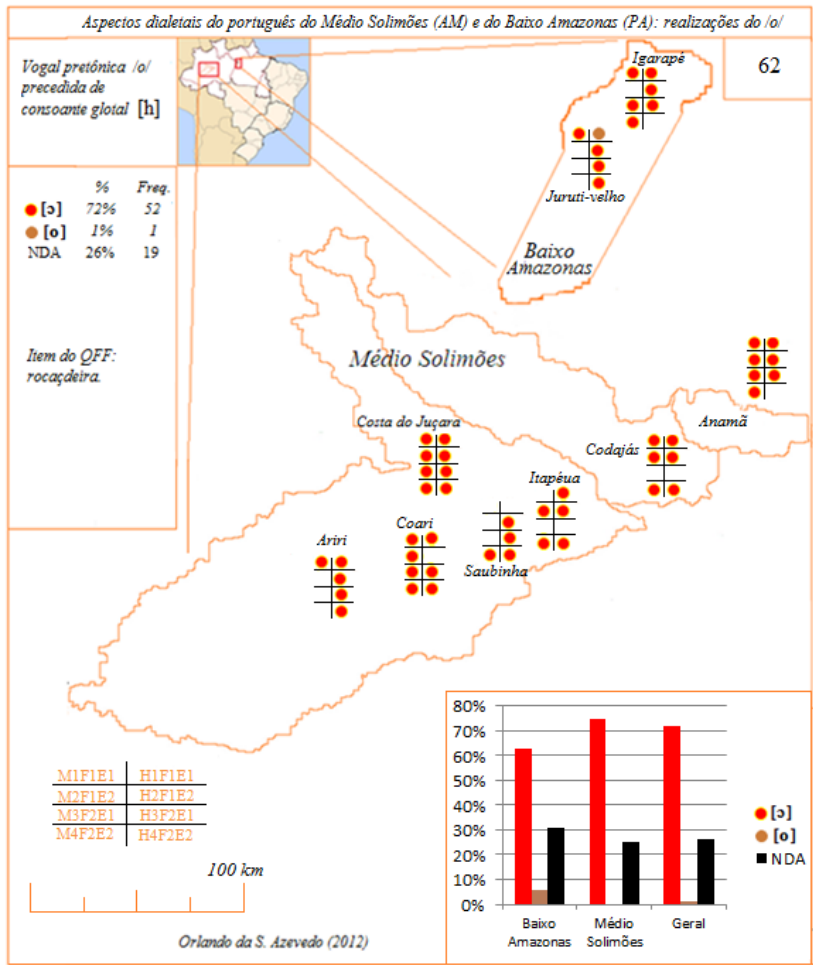 Aspectos dialetais do português do Médio Solimões (AM) e do Baixo Amazonas (PA): realizações do /o/
Vogal pretônica /o/
precedida de
consoante glotal [h]
62
% Freq.
[ɔ] 72% 52
[o] 1% 1
NDA 26% 19
Item do QFF:
rocaçdeira.
Igarapé
Juruti-velho
Baixo
Amazonas
Médio Solimões
Anamã
Costa do Juçara
Codajás
Itapéua
Coari
Ariri
Saubinha
M1F1E1 H1F1E1
M2F1E2 H2F1E2
M3F2E1 H3F2E1
M4F2E2 H4F2E2
100 km
Orlando da S. Azevedo (2012)
80%
70%
60%
50%
40%
30%
20%
10%
0%
Baixo
Amazonas
Médio
Solimões
Geral
[ɔ]
[o]
NDA